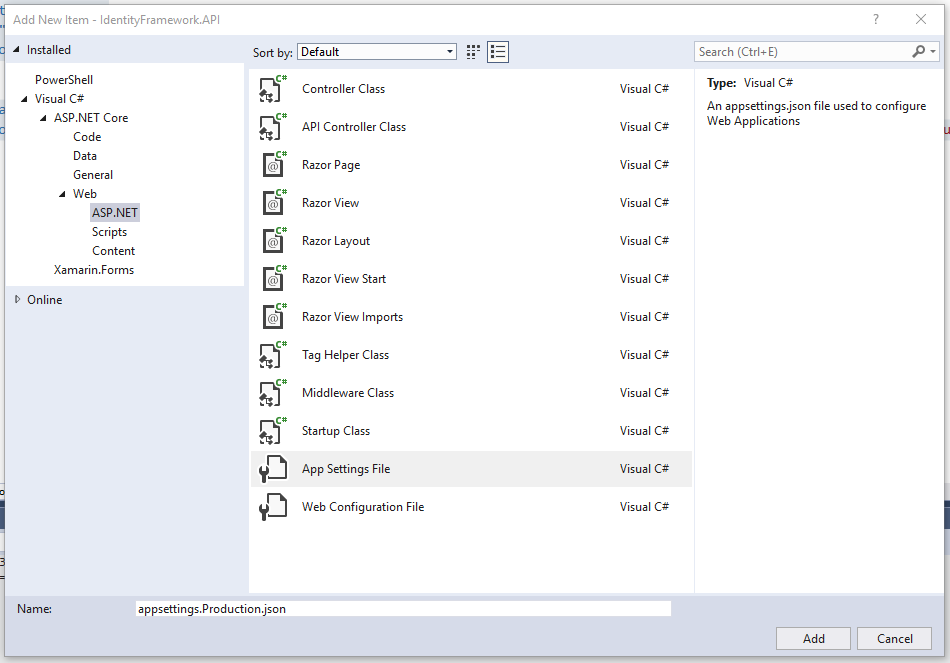 Add New Item - IdentityFramework.API
?
Installed
Sort by: Default
Search (Ctrl+E)
PowerShell
Visual C#
ASP.NET Core
Code
Data
General
Web
ASP.NET
Scripts
Content
Xamarin.Forms
Online
C# Controller Class Visual C#
C# API Controller Class Visual C#
C# @ Razor Page Visual C#
C# @ Razor View Visual C#
C# @ Razor Layout Visual C#
C# @ Razor View Start Visual C#
C# @ Razor View Imports Visual C#
C# Tag Helper Class Visual C#
C# Middleware Class Visual C#
C# Startup Class Visual C#
App Settings File Visual C#
Web Configuration File Visual C#
Type: Visual C#
An appsettings.json file used to configure
Web Applications
Name: appsettings.Production.json
Add Cancel